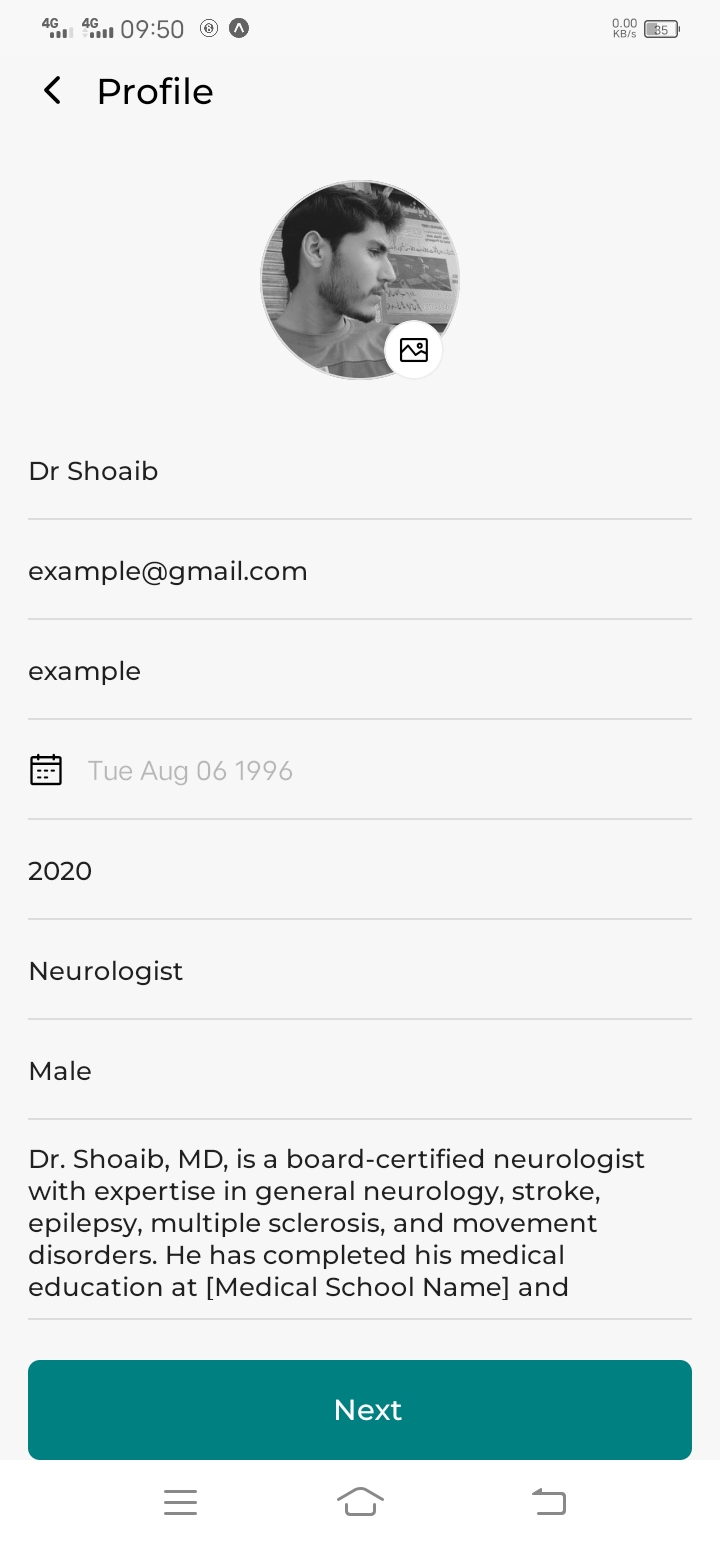 4G 4G 09:50 0.00 KB/s 35
Profile
Dr Shoaib
example@gmail.com
example
Tue Aug 06 1996
2020
Neurologist
Male
Dr. Shoaib, MD, is a board-certified neurologist
with expertise in general neurology, stroke,
epilepsy, multiple sclerosis, and movement
disorders. He has completed his medical
education at [Medical School Name] and
Next